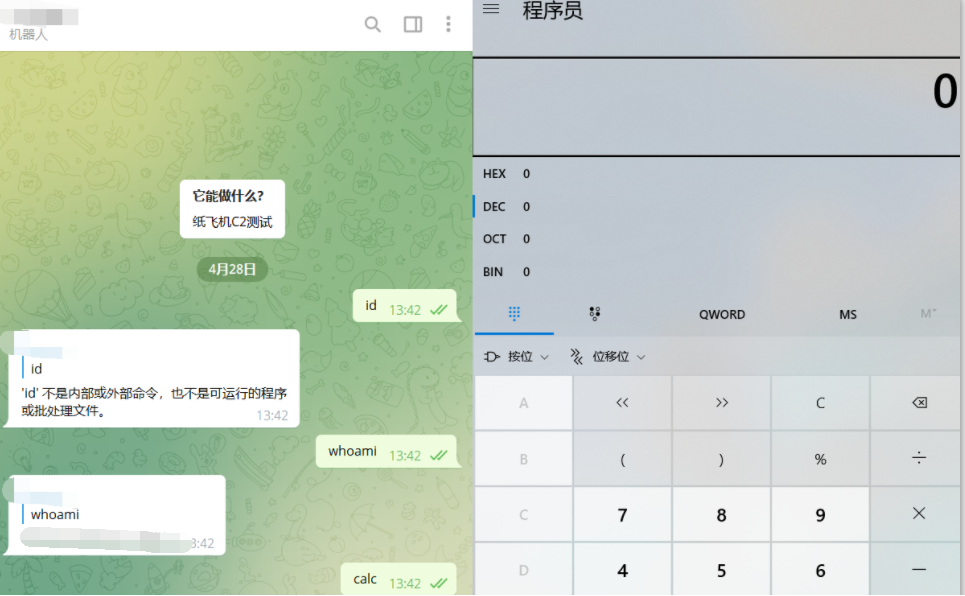 机器人
它能做什么?
纸飞机C2测试
4月28日
id 13:42
id
'id' 不是内部或外部命令，也不是可运行的程序
或批处理文件。
13:42
whoami 13:42
whoami
3:42
calc 13:42
程序员
0
HEX 0
DEC 0
OCT 0
BIN 0
QWORD MS M˅
按位 位移位
A << >> C
B ( ) % ÷
C 7 8 9 ×
D 4 5 6 −